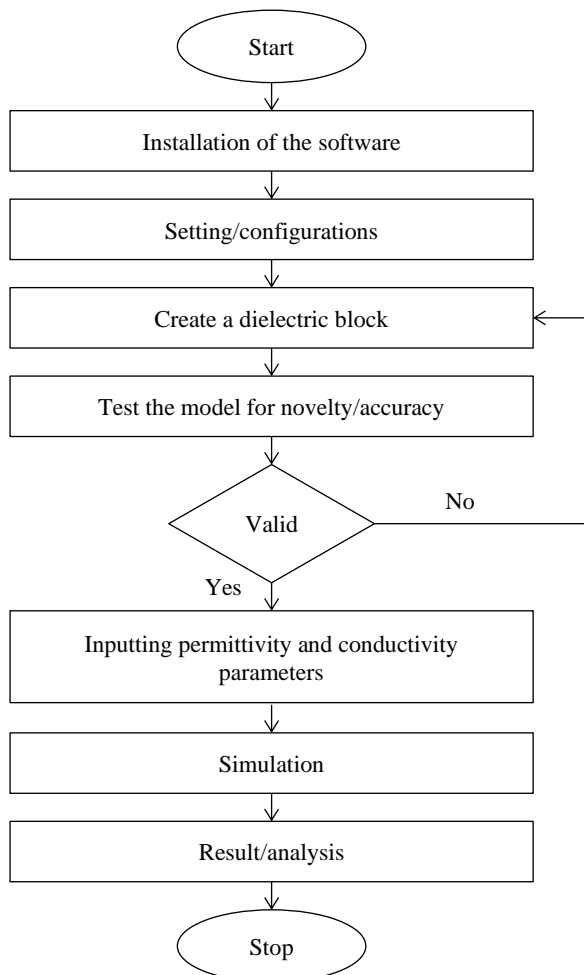 Start
Installation of the software
Setting/configurations
Create a dielectric block
Test the model for novelty/accuracy
Valid
No
Yes
Inputting permittivity and conductivity
parameters
Simulation
Result/analysis
Stop